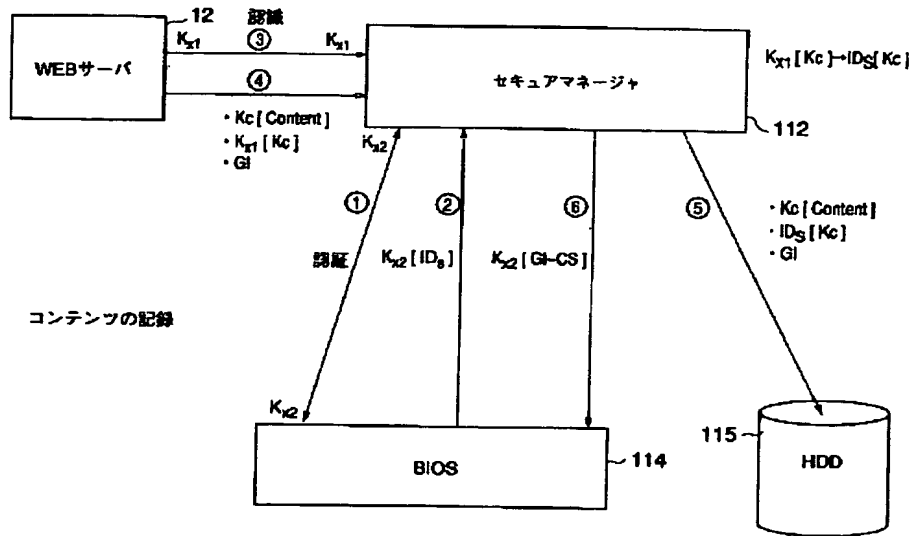 12
認識
Kx1
③
Kx1
WEBサーバ
④
セキュアマネージャ
Kx1[Kc]→IDS[Kc]
112
・Kc[Content]
・Kx1[Kc]
・GI
Kx2
①
②
⑥
⑤
・Kc[Content]
・IDS[Kc]
・GI
認証
Kx2[IDs]
Kx2[GI-CS]
コンテンツの記録
Kx2
BIOS
114
115
HDD